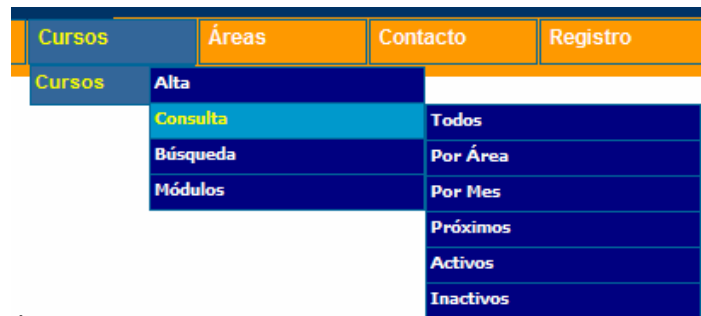 Cursos Áreas Contacto Registro
Cursos Alta
Consulta Todos
Búsqueda Por Área
Módulos Por Mes
Próximos
Activos
Inactivos